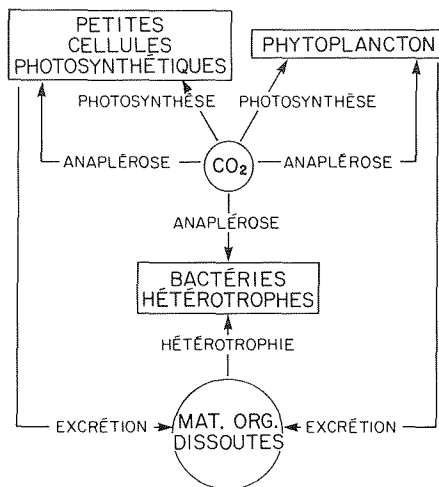 PETITES
CELLULES
PHOTOSYNTHÉTIQUES
PHYTOPLANCTON
PHOTOSYNTHÈSE
PHOTOSYNTHÈSE
ANAPLÉROSE
CO₂
ANAPLÉROSE
ANAPLÉROSE
BACTÉRIES
HÉTÉROTROPHES
HÉTÉROTROPHIE
EXCRÉTION
MAT. ORG.
DISSOUTES
EXCRÉTION